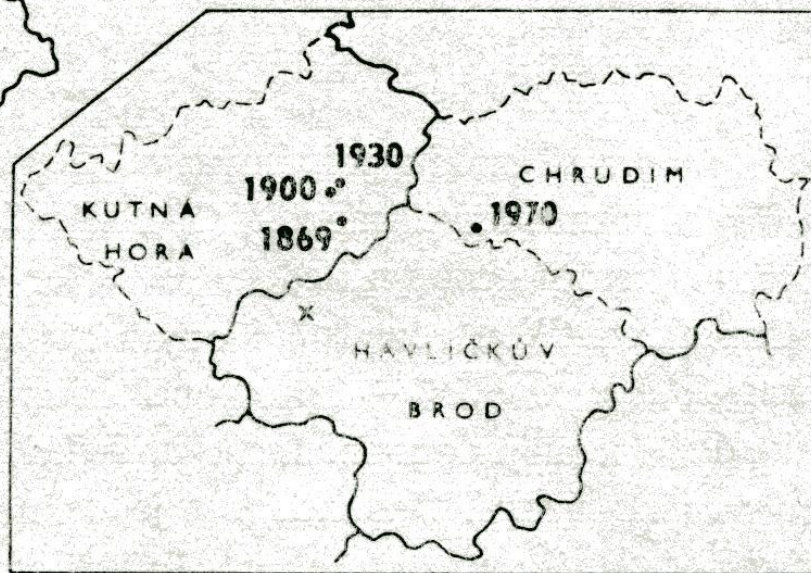 1930
CHRUDIM
1900
KUTNÁ
HORA
1970
1869
X
HAVLÍČKŮV
BROD